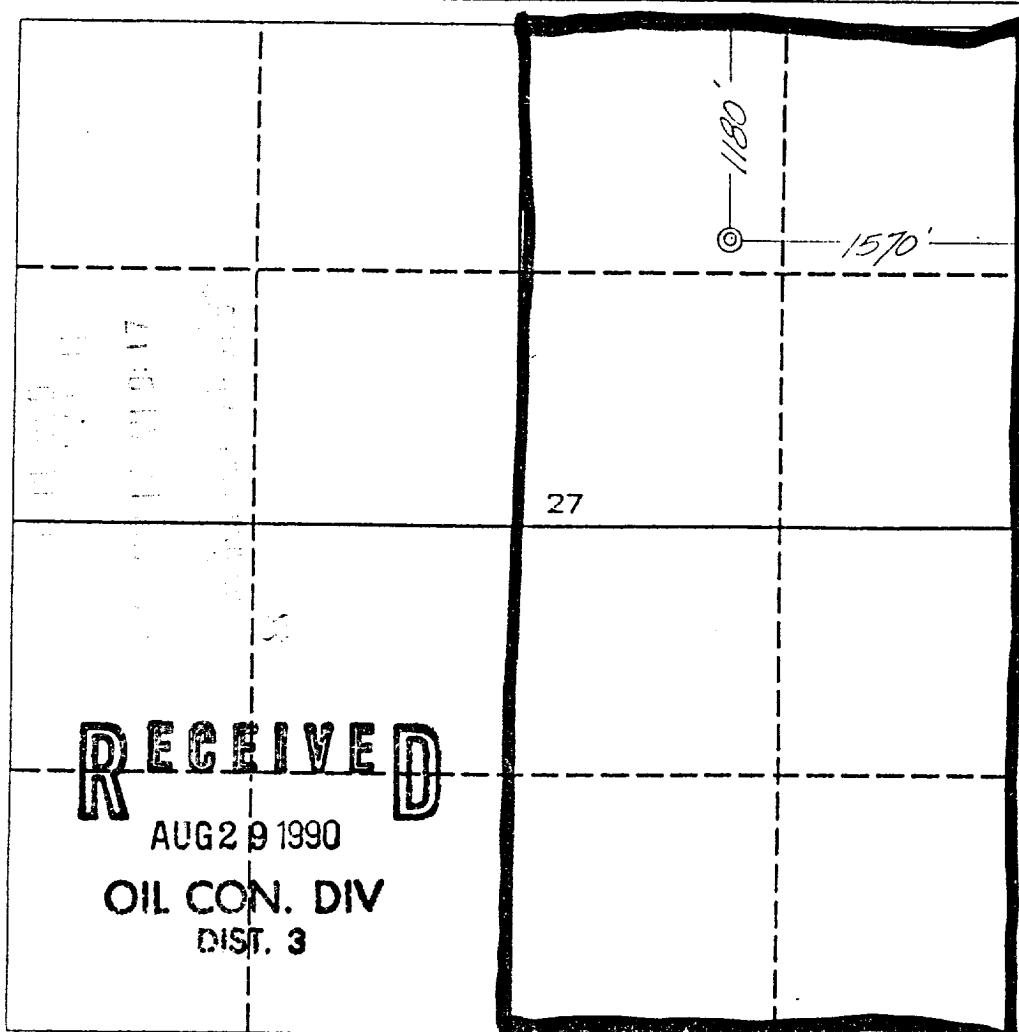 1180'
1570'
27
RECEIVED
AUG 29 1990
OIL CON. DIV
DIST. 3